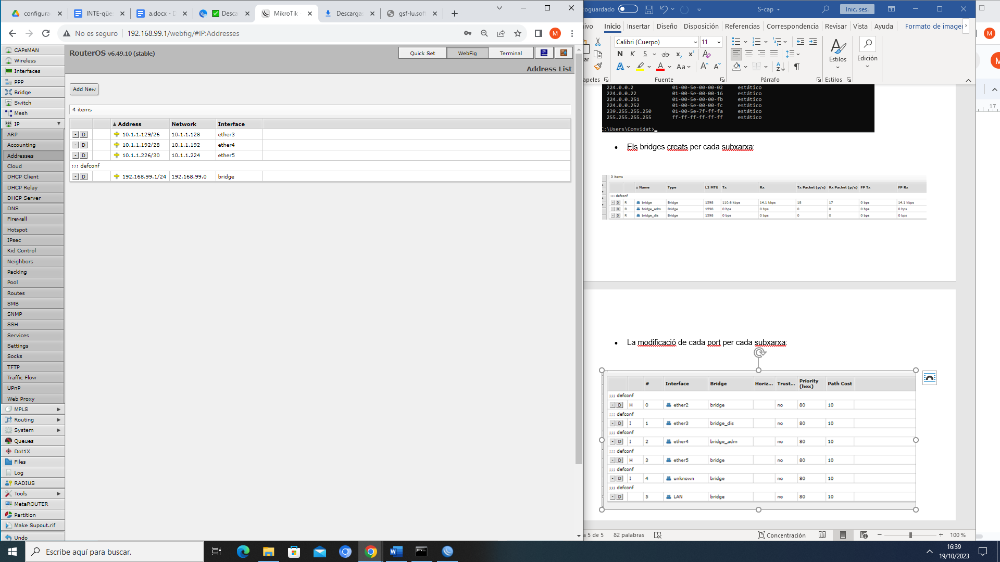 configura
INTE-qüe
a.docx - D
Desca
MikroTik -
Descarga
gsf-lu.soft
No es seguro
192.168.99.1/webfig/#IP:Addresses
M
CAPsMAN
Wireless
Interfaces
PPP
Bridge
Switch
Mesh
IP
ARP
Accounting
Addresses
Cloud
DHCP Client
DHCP Relay
DHCP Server
DNS
Firewall
Hotspot
IPsec
Kid Control
Neighbors
Packing
Pool
Routes
SMB
SNMP
SSH
Services
Settings
Socks
TFTP
Traffic Flow
UPnP
Web Proxy
MPLS
Routing
System
Queues
Dot1X
Files
Log
RADIUS
Tools
MetaROUTER
Partition
Make Supout.rif
Undo
RouterOS v6.49.10 (stable)
Quick Set
WebFig
Terminal
Address List
Add New
4 items
Address Network Interface
- D 10.1.1.129/26 10.1.1.128 ether3
- D 10.1.1.192/28 10.1.1.192 ether4
- D 10.1.1.226/30 10.1.1.224 ether5
;;; defconf
- D 192.168.99.1/24 192.168.99.0 bridge
toguardado
S-cap
Inic. ses.
ivo Inicio Insertar Diseño Disposición Referencias Correspondencia Revisar Vista Ayuda Formato de imagen
Calibri (Cuerpo) 11
N K S ab x₂ x²
A A Aa A A
ar
Estilos
Edición
apeles Fuente Párrafo Estilos
M
M
17
224.0.0.2 01-00-5e-00-00-02 estático
224.0.0.22 01-00-5e-00-00-16 estático
224.0.0.251 01-00-5e-00-00-fb estático
224.0.0.252 01-00-5e-00-00-fc estático
239.255.255.250 01-00-5e-7f-ff-fa estático
255.255.255.255 ff-ff-ff-ff-ff-ff estático
C:\Users\Convidat>
• Els bridges creats per cada subxarxa:
3 items
Name Type L2 MTU Tx Rx Tx Packet (p/s) Rx Packet (p/s) FP Tx FP Rx
;;; defconf
- D R bridge Bridge 1598 110.6 kbps 14.1 kbps 18 17 0 bps 14.1 kbps
- D R bridge_adm Bridge 1598 0 bps 0 bps 0 0 0 bps 0 bps
- D R bridge_dis Bridge 1598 0 bps 0 bps 0 0 0 bps 0 bps
• La modificació de cada port per cada subxarxa:
# Interface Bridge Horiz... Trust... Priority (hex) Path Cost
;;; defconf
- D H 0 ether2 bridge no 80 10
;;; defconf
- D I 1 ether3 bridge_dis no 80 10
;;; defconf
- D I 2 ether4 bridge_adm no 80 10
;;; defconf
- D H 3 ether5 bridge no 80 10
;;; defconf
- D I 4 unknown bridge no 80 10
;;; defconf
- D 5 LAN bridge no 80 10
a 5 de 5
82 palabras
Concentración
100 %
Escribe aquí para buscar.
16:39
19/10/2023